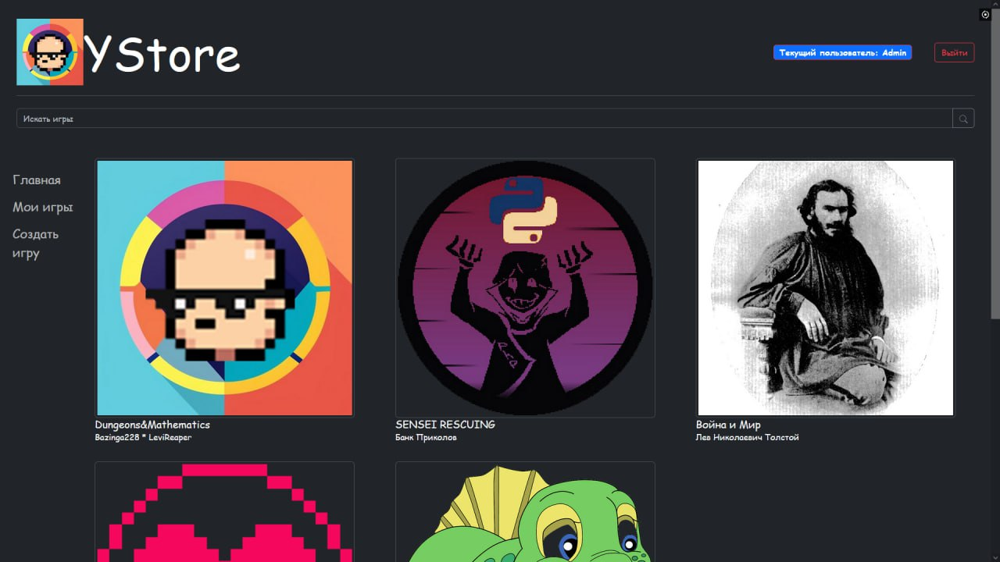 YStore
Текущий пользователь: Admin
Выйти
Искать игры
Главная
Мои игры
Создать
игру
Dungeons&Mathematics
Bazinga228 * LeviReaper
SENSEI RESCUING
Банк Приколов
Война и Мир
Лев Николаевич Толстой